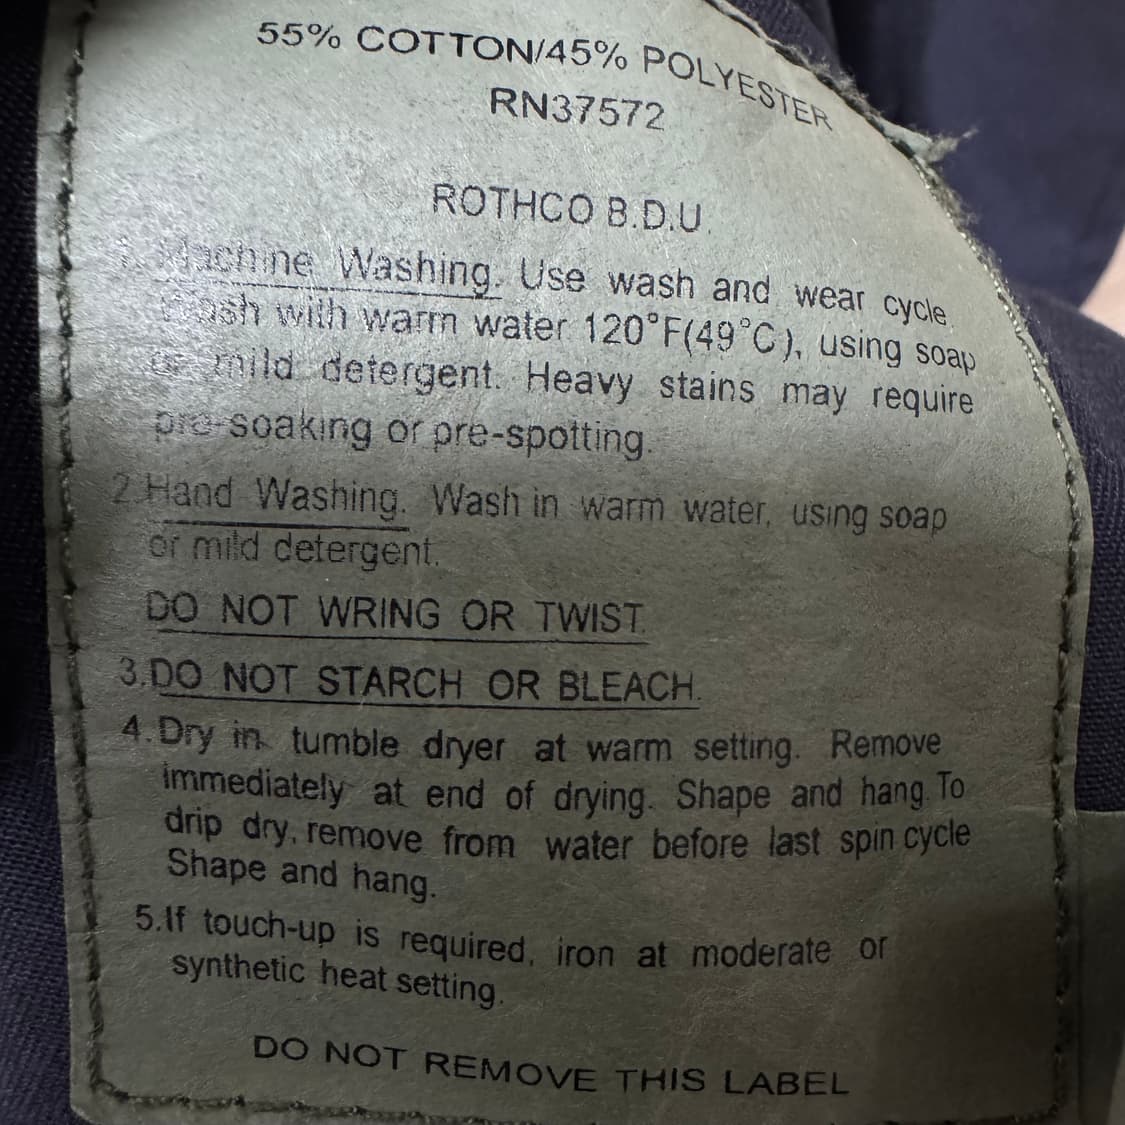 55% COTTON/45% POLYESTER
RN37572
ROTHCO B.D.U.
1. Machine Washing. Use wash and wear cycle.
Wash with warm water 120°F(49°C), using soap
or mild detergent. Heavy stains may require
pre-soaking or pre-spotting.
2.Hand Washing. Wash in warm water, using soap
or mild detergent.
DO NOT WRING OR TWIST.
3.DO NOT STARCH OR BLEACH.
4.Dry in tumble dryer at warm setting. Remove
immediately at end of drying. Shape and hang. To
drip dry, remove from water before last spin cycle
Shape and hang.
5.If touch-up is required, iron at moderate or
synthetic heat setting.
DO NOT REMOVE THIS LABEL